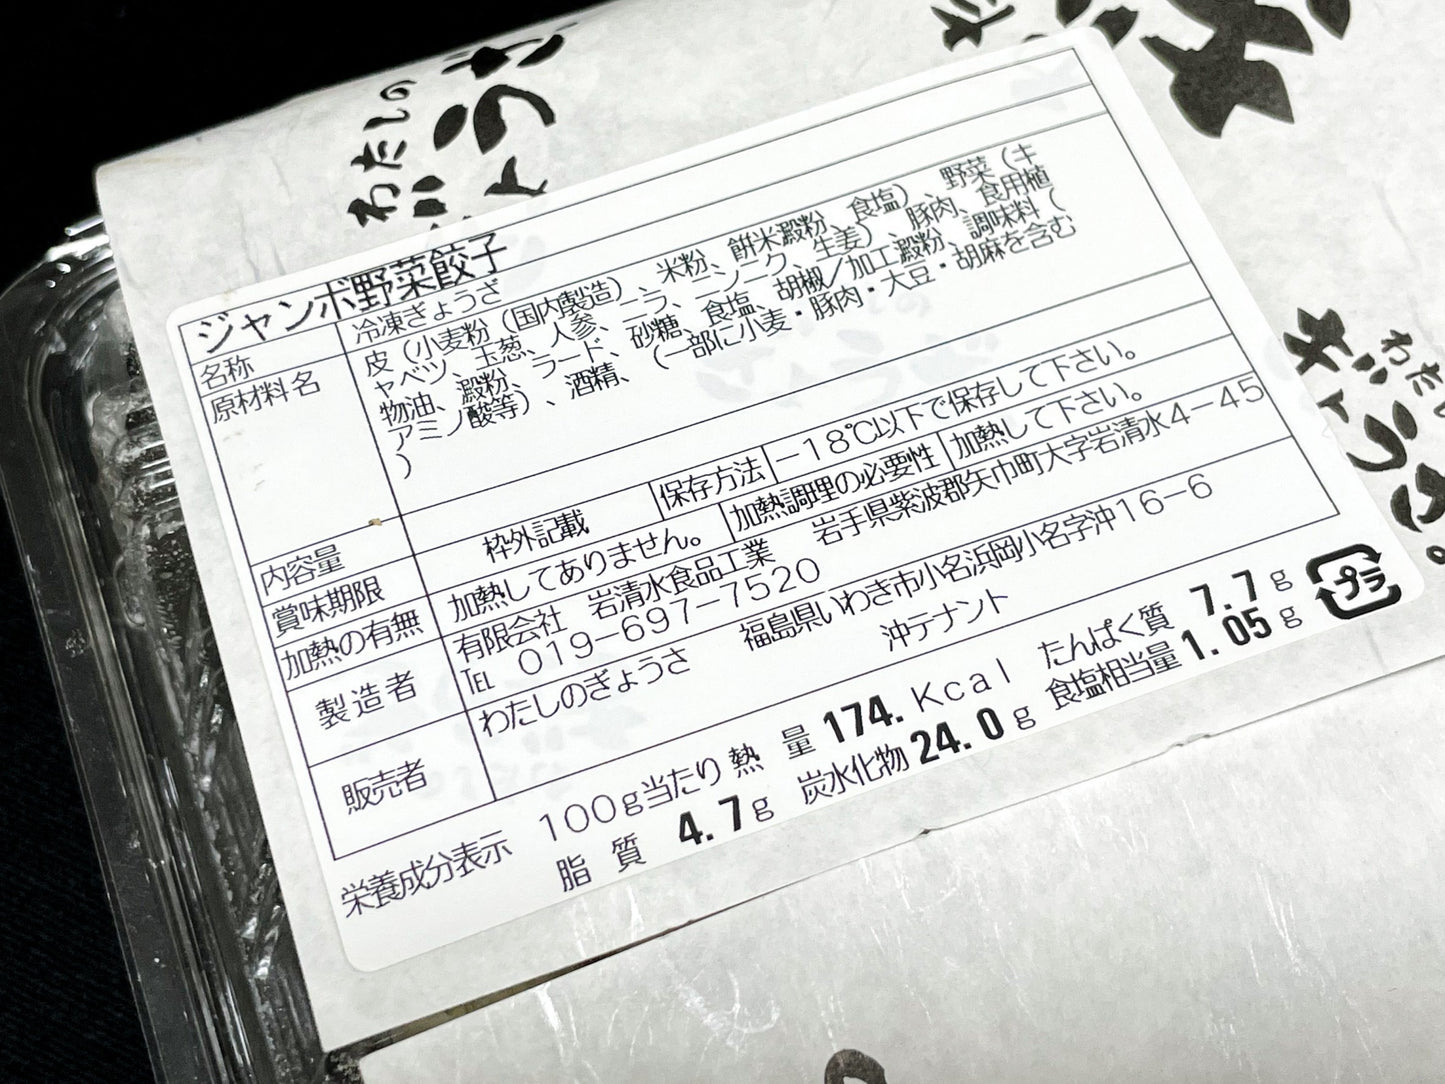 わたしの
ぎょうざ
わたしの
ぎょうざ
ジャンボ野菜餃子
名称 冷凍ぎょうざ
原材料名 皮(小麦粉(国内製造)、米粉、餅米澱粉、食塩)、野菜(キ
ャベツ、玉葱、人参、ニラ、ニンニク、生姜)、豚肉、食用植
物油、澱粉、ラード、砂糖、食塩、胡椒/加工澱粉、調味料(
アミノ酸等)、酒精、(一部に小麦・豚肉・大豆・胡麻を含む
)
内容量
賞味期限 枠外記載 保存方法 −18℃以下で保存して下さい。
加熱の有無 加熱してありません。 加熱調理の必要性 加熱して下さい。
製造者 有限会社 岩清水食品工業 岩手県紫波郡矢巾町大字岩清水4−45
℡ 019−697−7520
販売者 わたしのぎょうさ 福島県いわき市小名浜岡小名字沖16−6
沖テナント
栄養成分表示 100g当たり 熱量 174. Kcal たんぱく質 7.7g
脂質 4.7g 炭水化物 24.0g 食塩相当量 1.05g
プラ